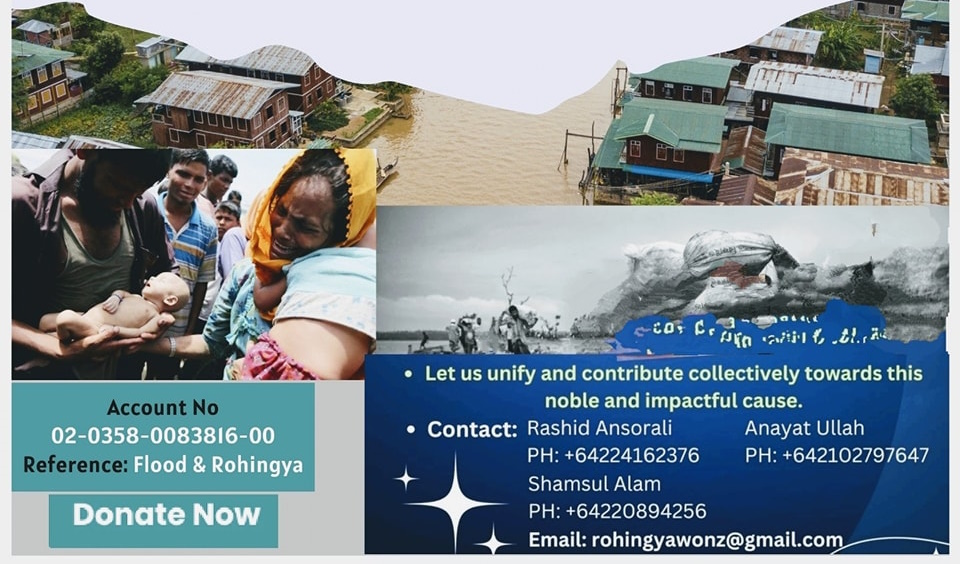 Account No
02-0358-0083816-00
Reference: Flood & Rohingya
Donate Now
• Let us unify and contribute collectively towards this
noble and impactful cause.
• Contact: Rashid Ansorali Anayat Ullah
PH: +64224162376 PH: +642102797647
Shamsul Alam
PH: +64220894256
Email: rohingyawonz@gmail.com